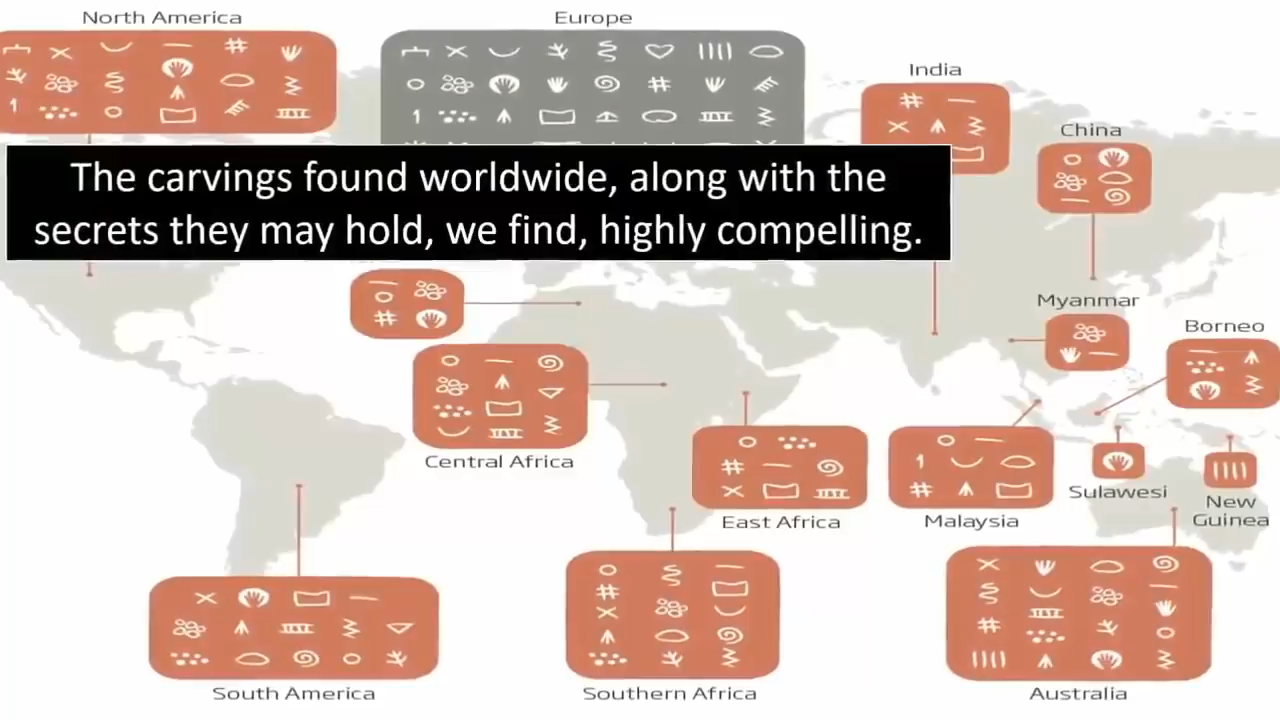 North America
Europe
India
China
The carvings found worldwide, along with the
secrets they may hold, we find, highly compelling.
Myanmar
Borneo
Central Africa
East Africa
Malaysia
Sulawesi
New
Guinea
South America
Southern Africa
Australia